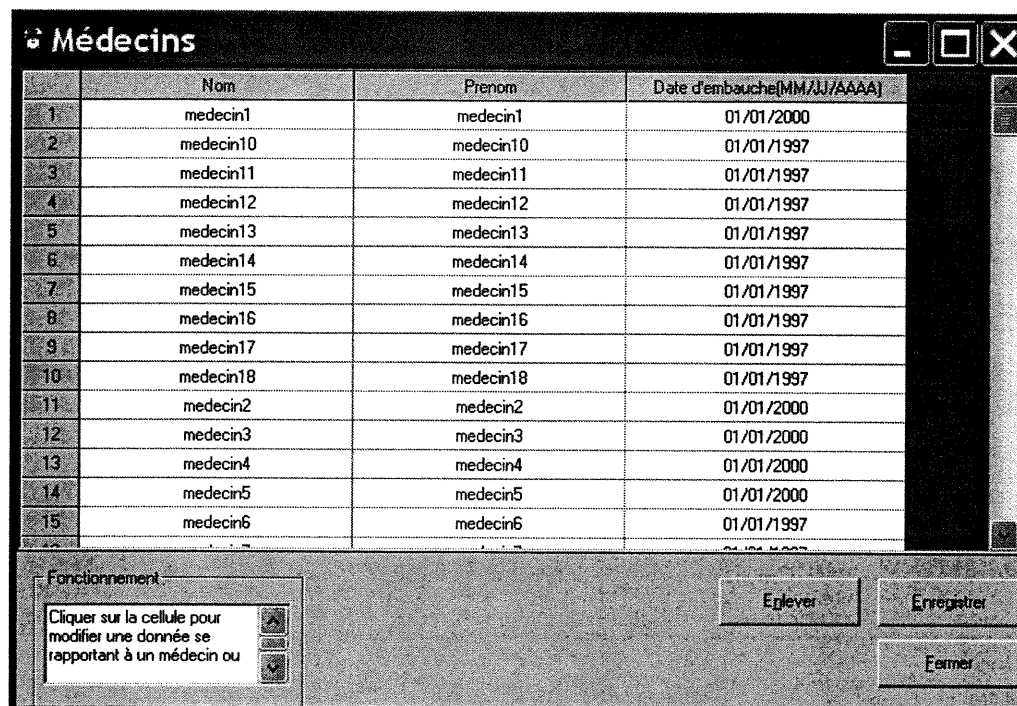 Médecins
Nom Prenom Date d'embauche(MM/JJ/AAAA)
1 medecin1 medecin1 01/01/2000
2 medecin10 medecin10 01/01/1997
3 medecin11 medecin11 01/01/1997
4 medecin12 medecin12 01/01/1997
5 medecin13 medecin13 01/01/1997
6 medecin14 medecin14 01/01/1997
7 medecin15 medecin15 01/01/1997
8 medecin16 medecin16 01/01/1997
9 medecin17 medecin17 01/01/1997
10 medecin18 medecin18 01/01/1997
11 medecin2 medecin2 01/01/2000
12 medecin3 medecin3 01/01/2000
13 medecin4 medecin4 01/01/2000
14 medecin5 medecin5 01/01/2000
15 medecin6 medecin6 01/01/1997
Fonctionnement
Cliquer sur la cellule pour
modifier une donnée se
rapportant à un médecin ou
Enlever Enregistrer
Fermer